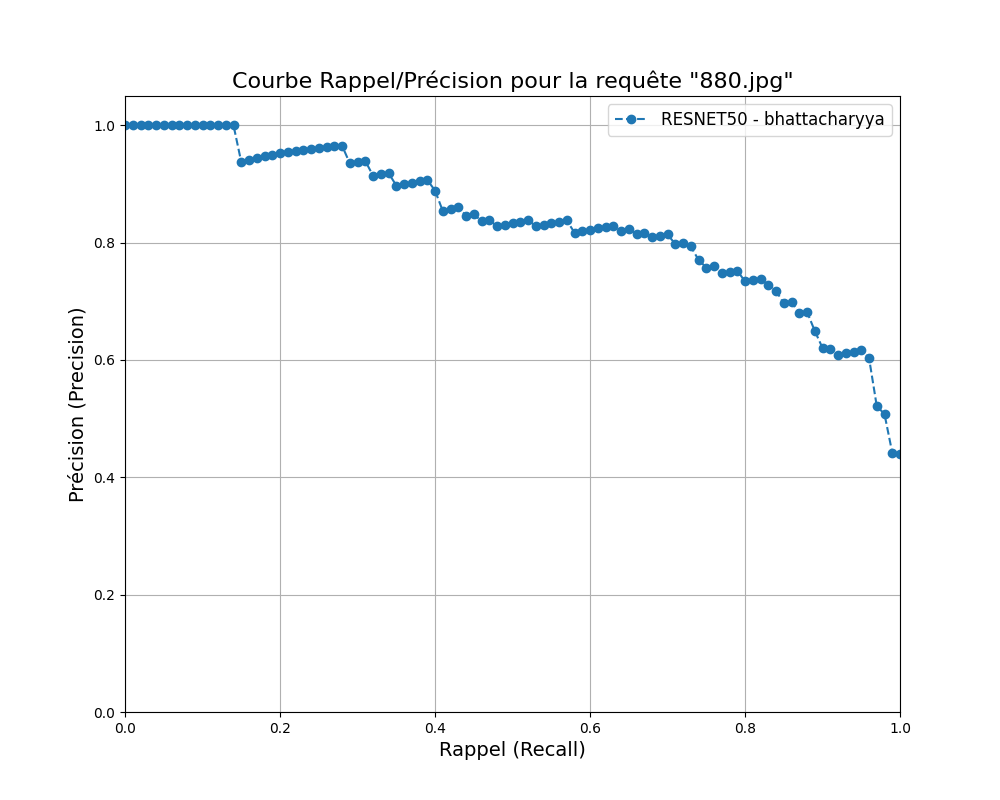 Courbe Rappel/Précision pour la requête "880.jpg"
RESNET50 - bhattacharyya
Précision (Precision)
1.0
0.8
0.6
0.4
0.2
0.0
0.0 0.2 0.4 0.6 0.8 1.0
Rappel (Recall)